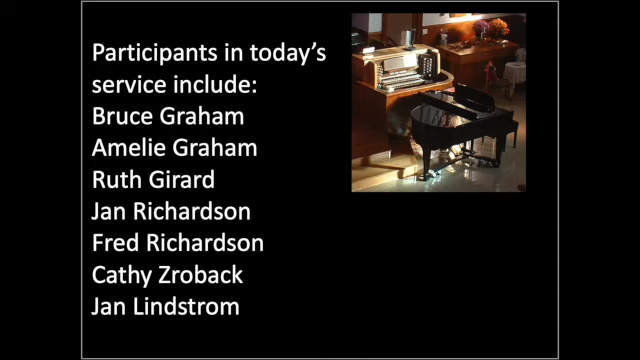 Participants in today’s
service include:
Bruce Graham
Amelie Graham
Ruth Girard
Jan Richardson
Fred Richardson
Cathy Zroback
Jan Lindstrom